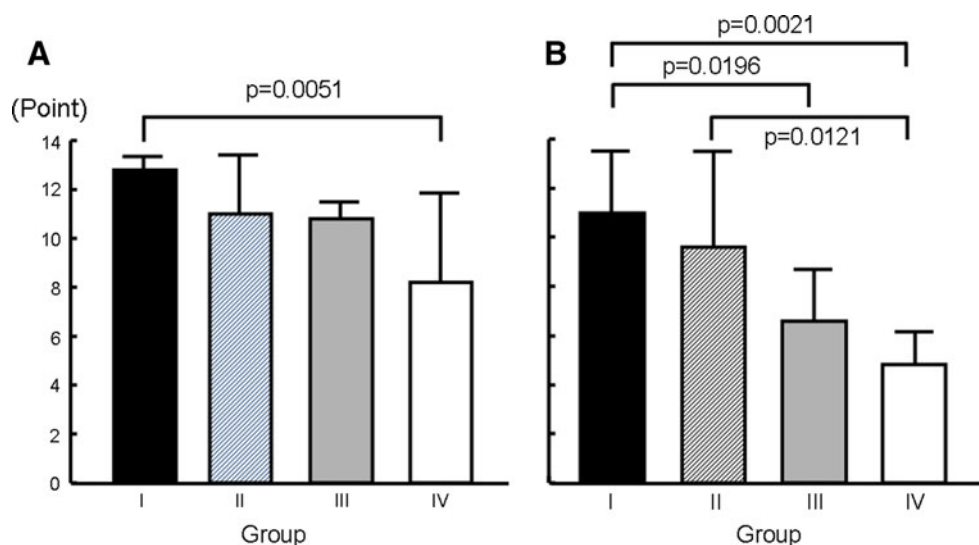 A
(Point)
p=0.0051
14
12
10
8
6
4
2
0
I II III IV
Group
B
p=0.0021
p=0.0196
p=0.0121
I II III IV
Group